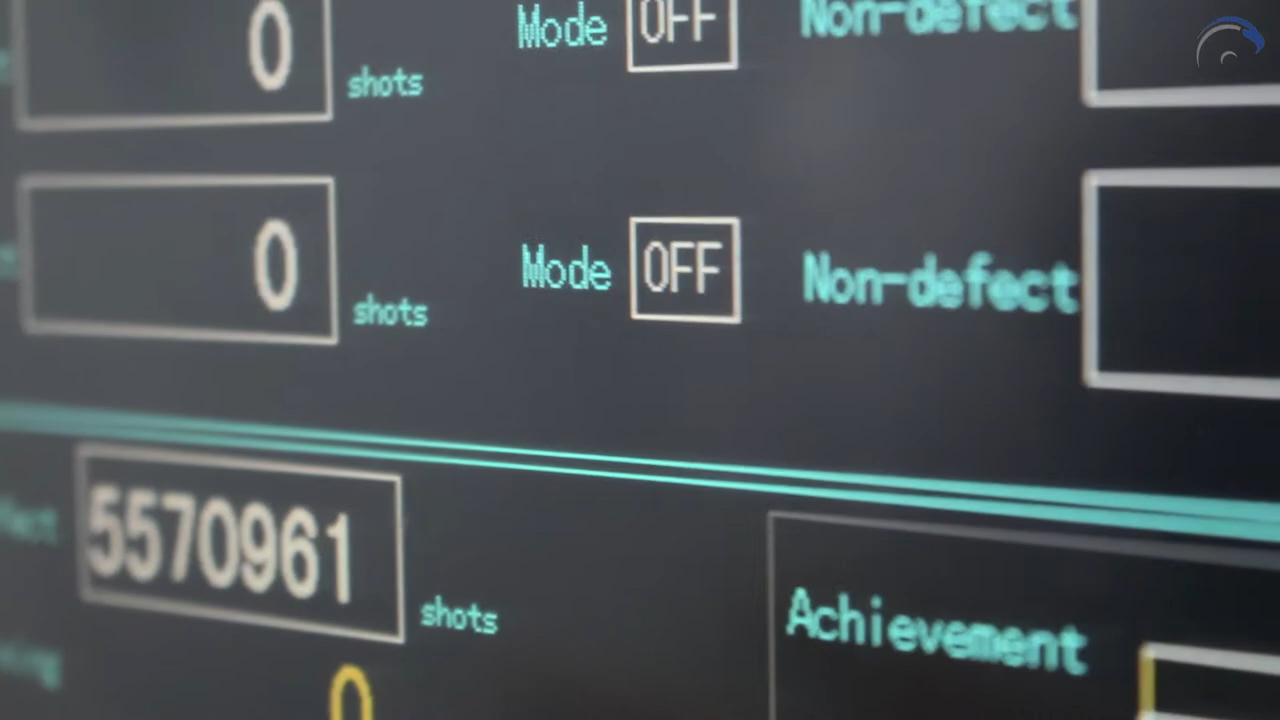 0 shots Mode OFF Non-defect
0 shots Mode OFF Non-defect
5570961 shots
Achievement
0